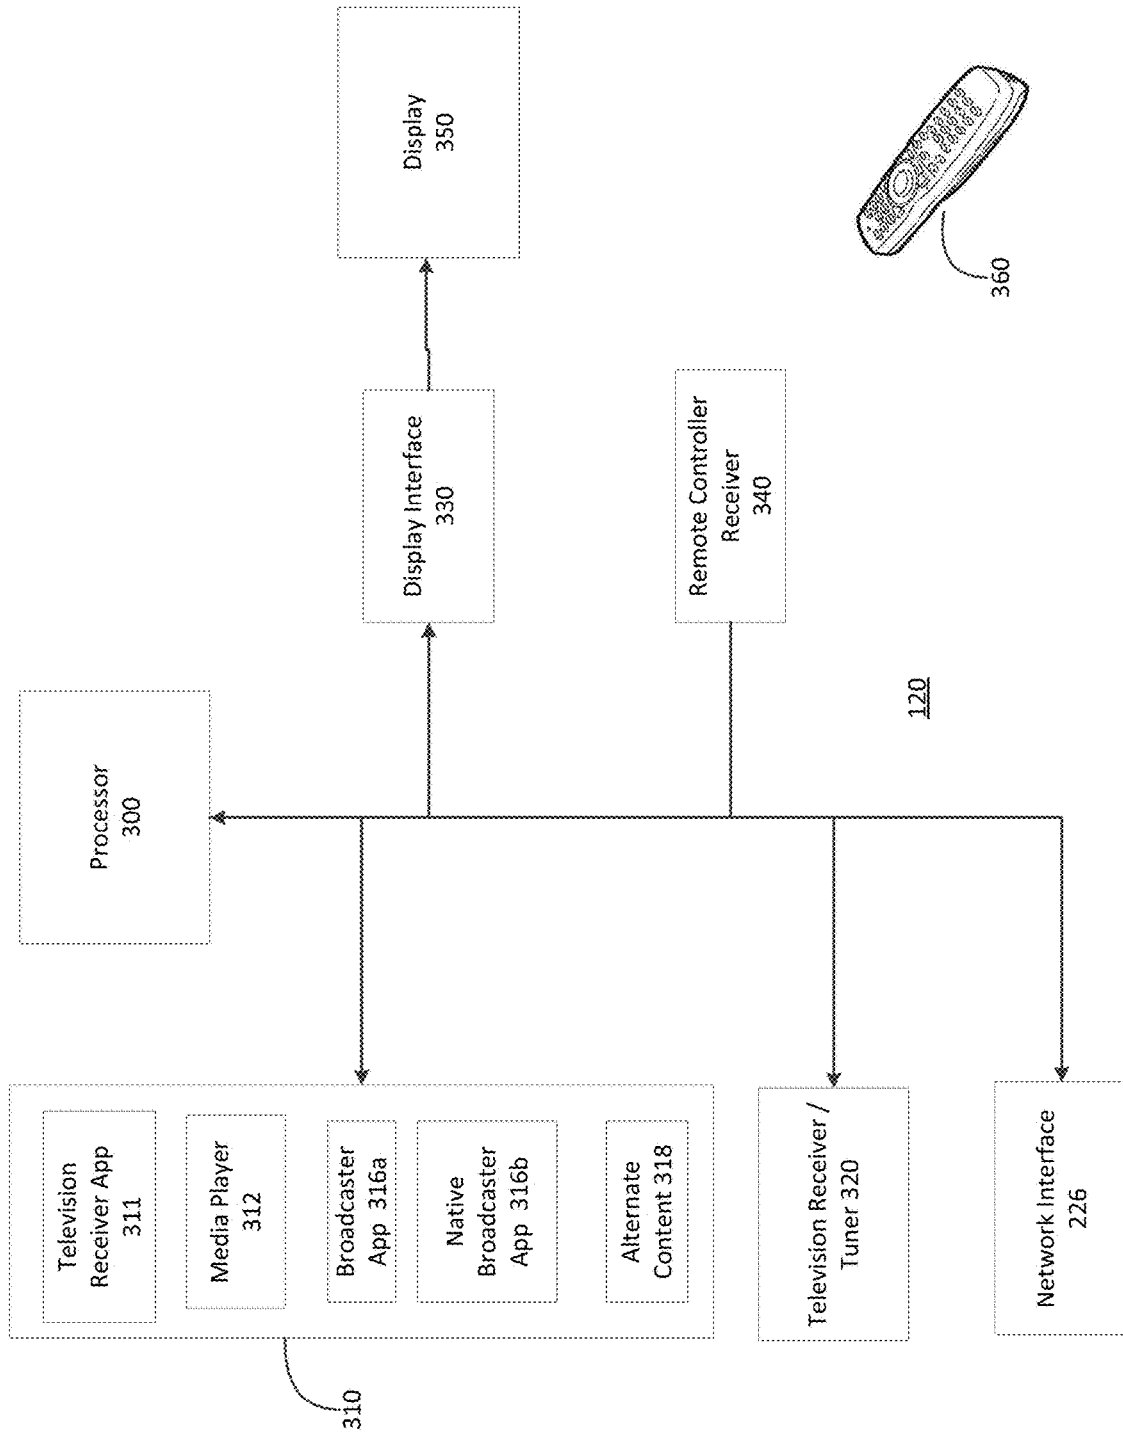 Television
Receiver App
311
Media Player
312
Broadcaster
App 316a
Native
Broadcaster
App 316b
Alternate
Content 318
310
Television Receiver /
Tuner 320
Network Interface
226
Processor
300
Display Interface
330
Display
350
Remote Controller
Receiver
340
120
360